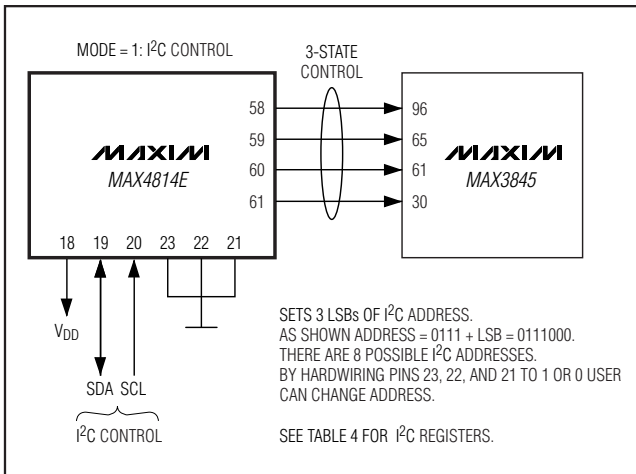 MODE = 1: I²C CONTROL
3-STATE
CONTROL
MAXIM
MAX4814E
58
59
60
61
96
65
61
30
MAXIM
MAX3845
18 19 20 23 22 21
VDD
SDA SCL
I²C CONTROL
SETS 3 LSBs OF I²C ADDRESS.
AS SHOWN ADDRESS = 0111 + LSB = 0111000.
THERE ARE 8 POSSIBLE I²C ADDRESSES.
BY HARDWIRING PINS 23, 22, AND 21 TO 1 OR 0 USER
CAN CHANGE ADDRESS.
SEE TABLE 4 FOR I²C REGISTERS.